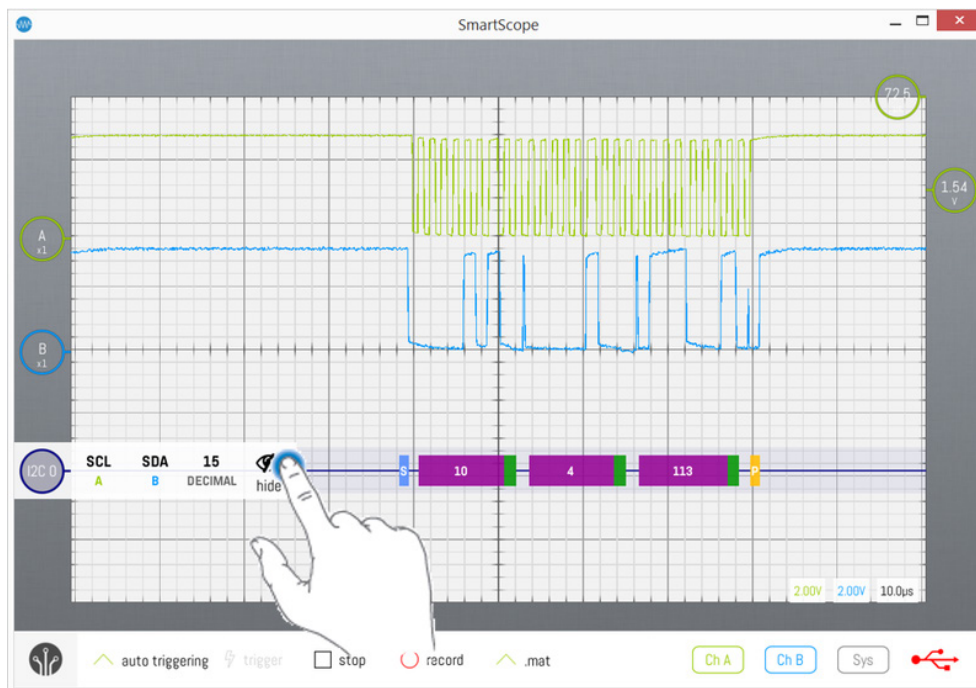 SmartScope
72.5
1.54
V
A
x1
B
x1
I2C 0
SCL SDA 15
A B DECIMAL hide
S 10 4 113 P
2.00V 2.00V 10.0µs
auto triggering trigger stop record .mat Ch A Ch B Sys